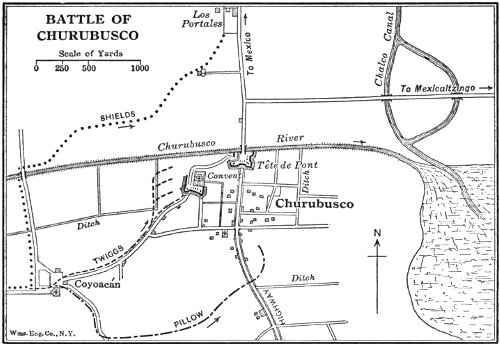 BATTLE OF
CHURUBUSCO
Scale of Yards
0 250 500 1000
Los
Portales
To Mexico
Chalco Canal
To Mexicaltzingo
SHIELDS
Churubusco River
Tête de Pont
Convent
Ditch
Churubusco
Ditch
TWIGGS
Coyoacán
Ditch
PILLOW
HIGHWAY
N
Wms. Eng. Co., N.Y.